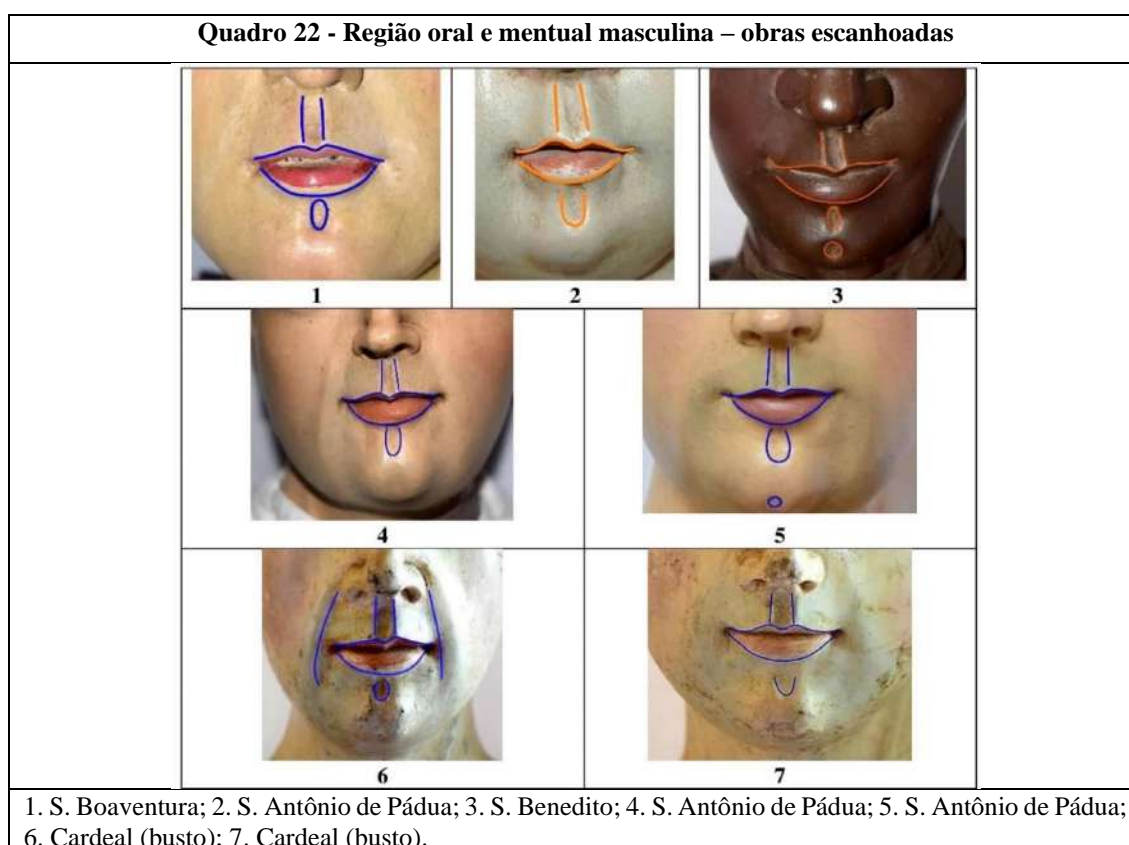 Quadro 22 - Região oral e mentual masculina – obras escanhoadas
1
2
3
4
5
6
7
1. S. Boaventura; 2. S. Antônio de Pádua; 3. S. Benedito; 4. S. Antônio de Pádua; 5. S. Antônio de Pádua;
6. Cardeal (busto); 7. Cardeal (busto).